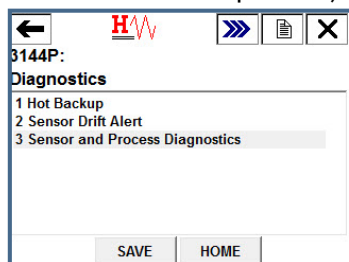 H
3144P:
Diagnostics
1 Hot Backup
2 Sensor Drift Alert
3 Sensor and Process Diagnostics
SAVE HOME